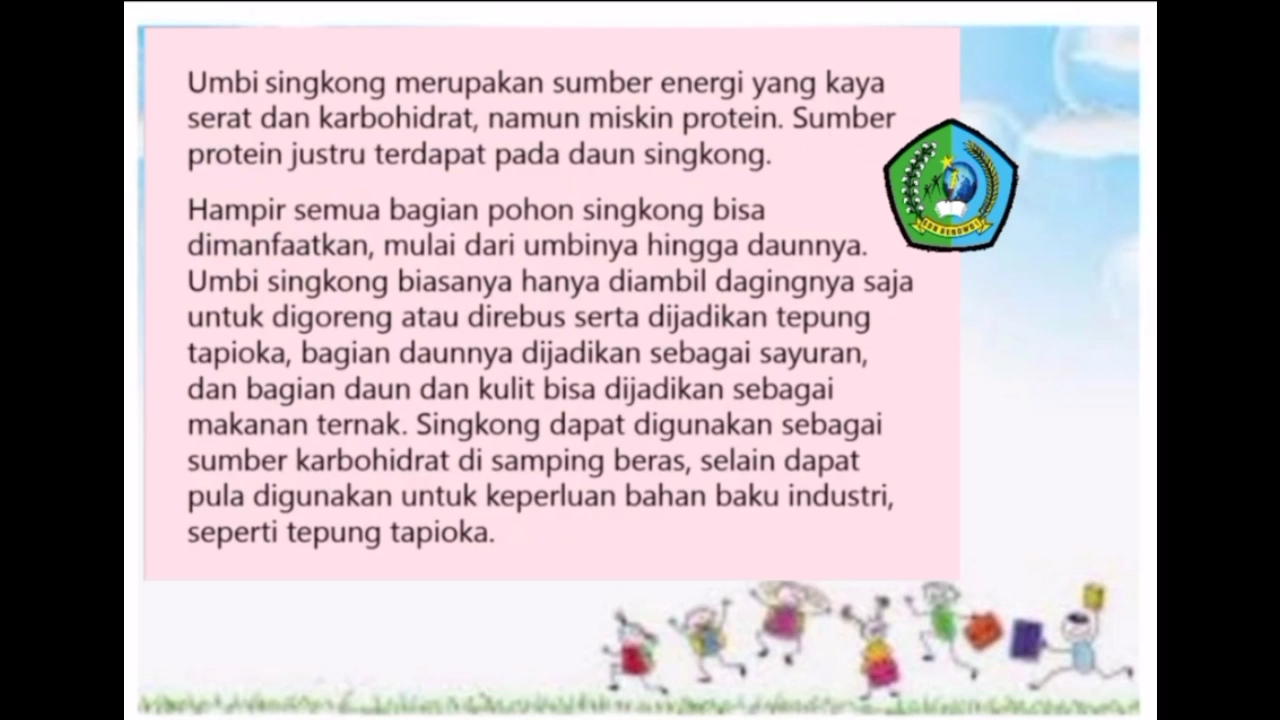 Umbi singkong merupakan sumber energi yang kaya
serat dan karbohidrat, namun miskin protein. Sumber
protein justru terdapat pada daun singkong.
Hampir semua bagian pohon singkong bisa
dimanfaatkan, mulai dari umbinya hingga daunnya.
Umbi singkong biasanya hanya diambil dagingnya saja
untuk digoreng atau direbus serta dijadikan tepung
tapioka, bagian daunnya dijadikan sebagai sayuran,
dan bagian daun dan kulit bisa dijadikan sebagai
makanan ternak. Singkong dapat digunakan sebagai
sumber karbohidrat di samping beras, selain dapat
pula digunakan untuk keperluan bahan baku industri,
seperti tepung tapioka.